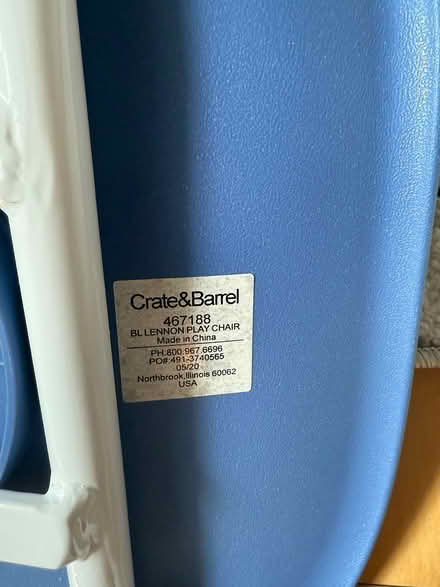 Crate&Barrel
467188
BL LENNON PLAY CHAIR
Made in China
PH:800.967.6696
PO#:491-3740565
05/20
Northbrook,Illinois 60062
USA